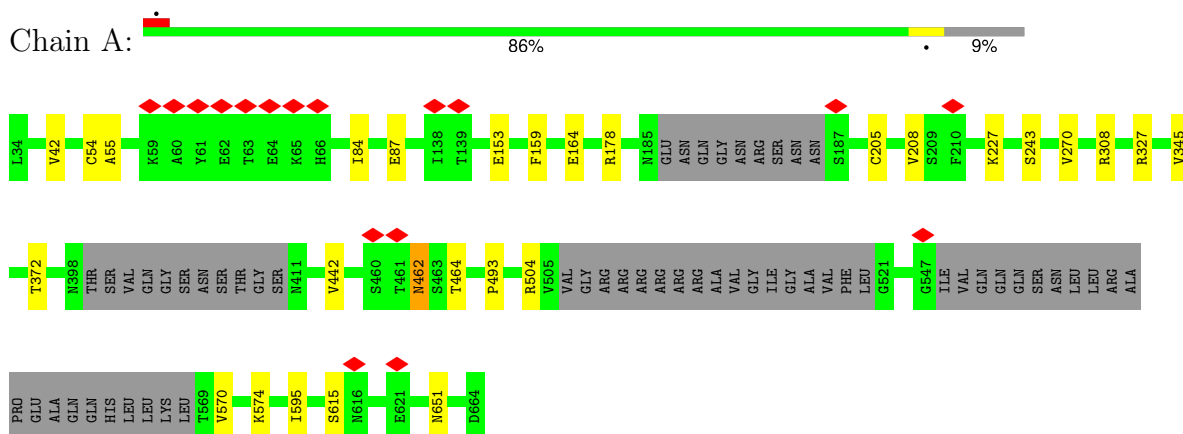 Chain A:
86% 9%
L34 V42 C54 A55 K59 A60 Y61 E62 T63 E64 K65 H66 I84 E87 I138 T139 E153 F159 E164 R178 N185 GLU ASN GLN GLY ASN ARG SER ASN ASN S187 C205 V208 S209 F210 K227 S243 V270 R308 R327 V345
T372 N398 THR SER VAL GLN GLY SER ASN SER THR GLY SER N411 V442 S460 T461 N462 S463 T464 P493 R504 V505 VAL GLY ARG ARG ARG ARG ARG ARG ALA VAL GLY ILE GLY ALA VAL PHE LEU G521 G547 ILE VAL GLN GLN GLN SER ASN LEU LEU ARG ALA
PRO GLU ALA GLN GLN HIS LEU LEU LYS LEU T569 V570 K574 I595 S615 N616 E621 N651 D664